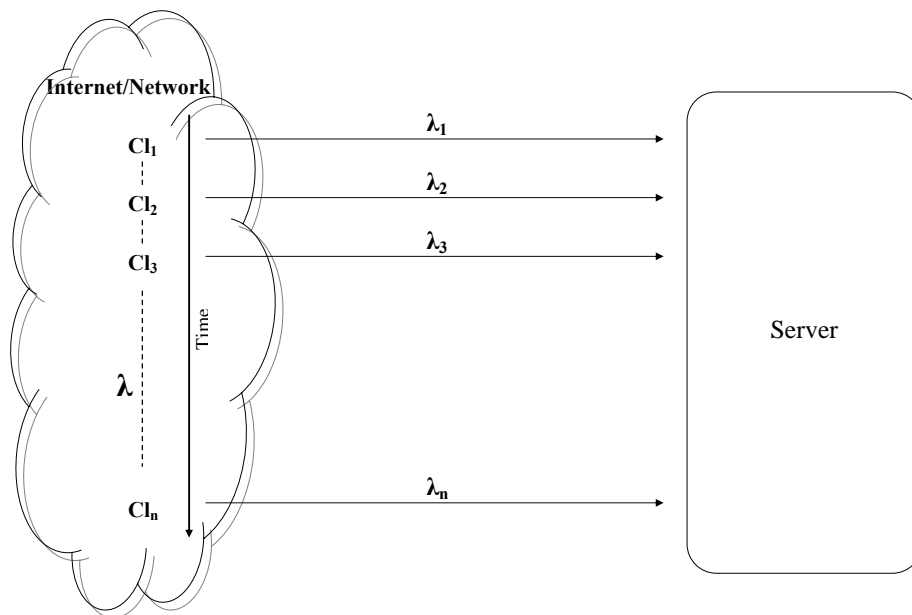 Internet/Network
Cl₁
λ₁
Cl₂
λ₂
Cl₃
λ₃
Time
Server
λ
Clₙ
λₙ